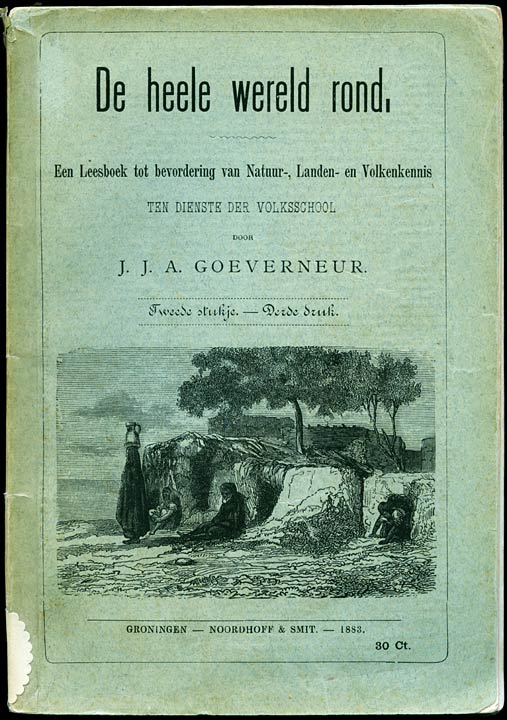 De heele wereld rond.
Een Leesboek tot bevordering van Natuur-, Landen- en Volkenkennis
TEN DIENSTE DER VOLKSSCHOOL
DOOR
J. J. A. GOEVERNEUR.
Tweede stukje. — Derde druk.
GRONINGEN — NOORDHOFF & SMIT. — 1883.
30 Ct.